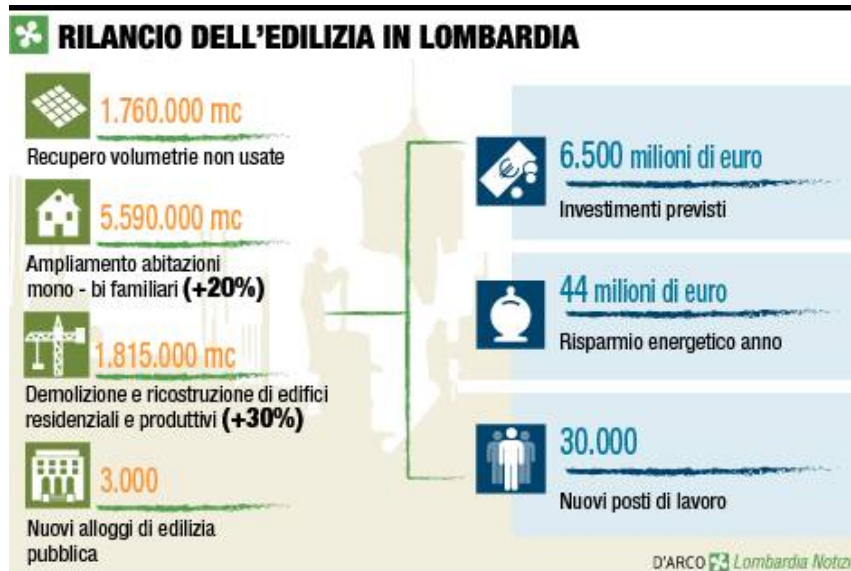 RILANCIO DELL'EDILIZIA IN LOMBARDIA
1.760.000 mc
Recupero volumetrie non usate
5.590.000 mc
Ampliamento abitazioni
mono - bi familiari (+20%)
1.815.000 mc
Demolizione e ricostruzione di edifici
residenziali e produttivi (+30%)
3.000
Nuovi alloggi di edilizia
pubblica
6.500 milioni di euro
Investimenti previsti
44 milioni di euro
Risparmio energetico anno
30.000
Nuovi posti di lavoro
D'ARCO Lombardia